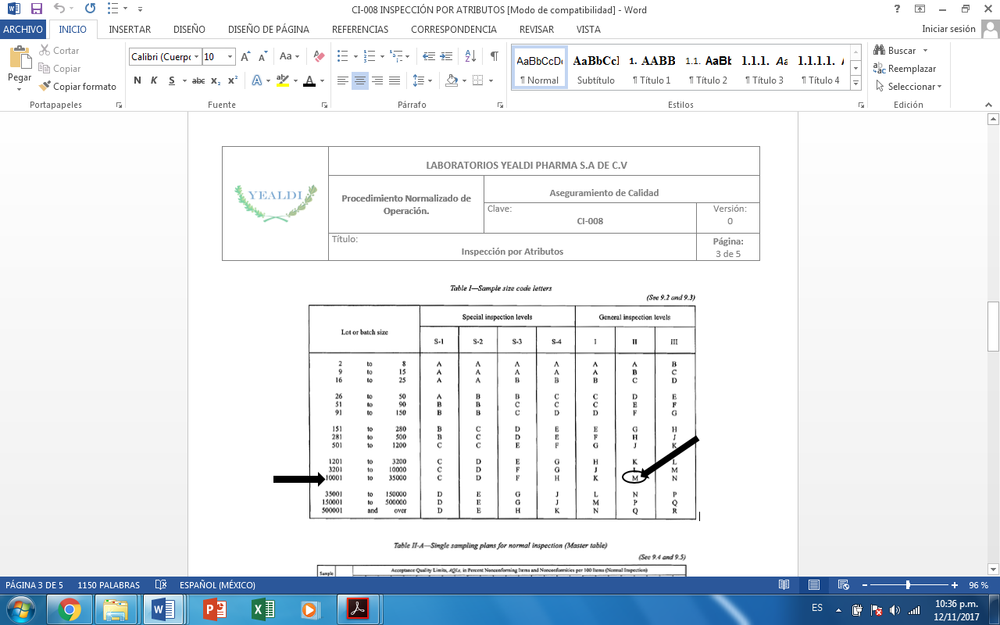 CI-008 INSPECCIÓN POR ATRIBUTOS [Modo de compatibilidad] - Word
ARCHIVO INICIO INSERTAR DISEÑO DISEÑO DE PÁGINA REFERENCIAS CORRESPONDENCIA REVISAR VISTA Iniciar sesión
Pegar
Cortar
Copiar
Copiar formato
Portapapeles
Calibri (Cuerpo 10
Fuente
Párrafo
AaBbCcDc AaBbCcl 1. AABB 1.1. AaBb 1.1.1. Aa 1.1.1.1. A
¶ Normal Subtítulo ¶ Título 1 ¶ Título 2 ¶ Título 3 ¶ Título 4
Estilos
Buscar
Reemplazar
Seleccionar
Edición
YEALDI
LABORATORIOS YEALDI PHARMA S.A DE C.V
Procedimiento Normalizado de
Operación.
Aseguramiento de Calidad
Clave:
CI-008
Versión:
0
Título:
Inspección por Atributos
Página:
3 de 5
Table I—Sample size code letters
(See 9.2 and 9.3)
Lot or batch size Special inspection levels General inspection levels
S-1 S-2 S-3 S-4 I II III
2 to 8 A A A A A A B
9 to 15 A A A A A B C
16 to 25 A A B B B C D
26 to 50 A B B C C D E
51 to 90 B B C C C E F
91 to 150 B B C D D F G
151 to 280 B C D E E G H
281 to 500 B C D E F H J
501 to 1200 C C E F G J K
1201 to 3200 C D E G H K L
3201 to 10000 C D F G J L M
10001 to 35000 C D F H K M N
35001 to 150000 D E G J L N P
150001 to 500000 D E G J M P Q
500001 and over D E H K N Q R
Table II-A—Single sampling plans for normal inspection (Master table)
(See 9.4 and 9.5)
Sample Acceptance Quality Limits, AQLs, in Percent Nonconforming Items and Nonconformities per 100 Items (Normal Inspection)
PÁGINA 3 DE 5 1150 PALABRAS ESPAÑOL (MÉXICO) 96 %
ES 10:36 p.m.
12/11/2017